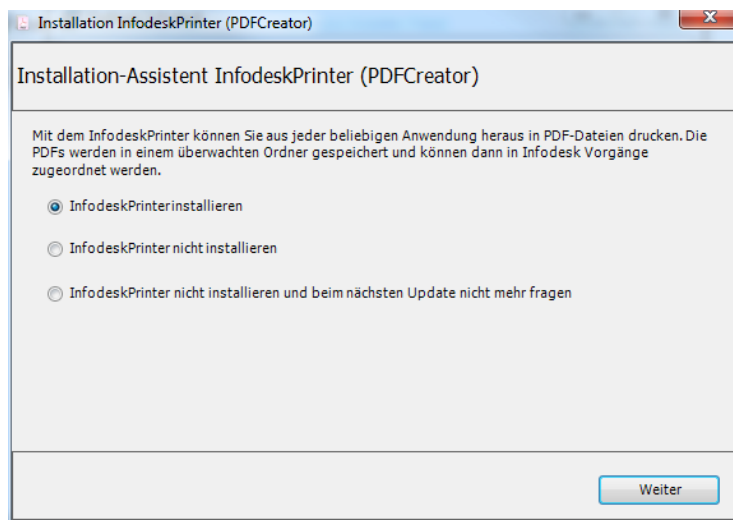 Installation InfodeskPrinter (PDFCreator)
X
Installation-Assistent InfodeskPrinter (PDFCreator)
Mit dem InfodeskPrinter können Sie aus jeder beliebigen Anwendung heraus in PDF-Dateien drucken. Die
PDFs werden in einem überwachten Ordner gespeichert und können dann in Infodesk Vorgänge
zugeordnet werden.
InfodeskPrinter installieren
InfodeskPrinter nicht installieren
InfodeskPrinter nicht installieren und beim nächsten Update nicht mehr fragen
Weiter